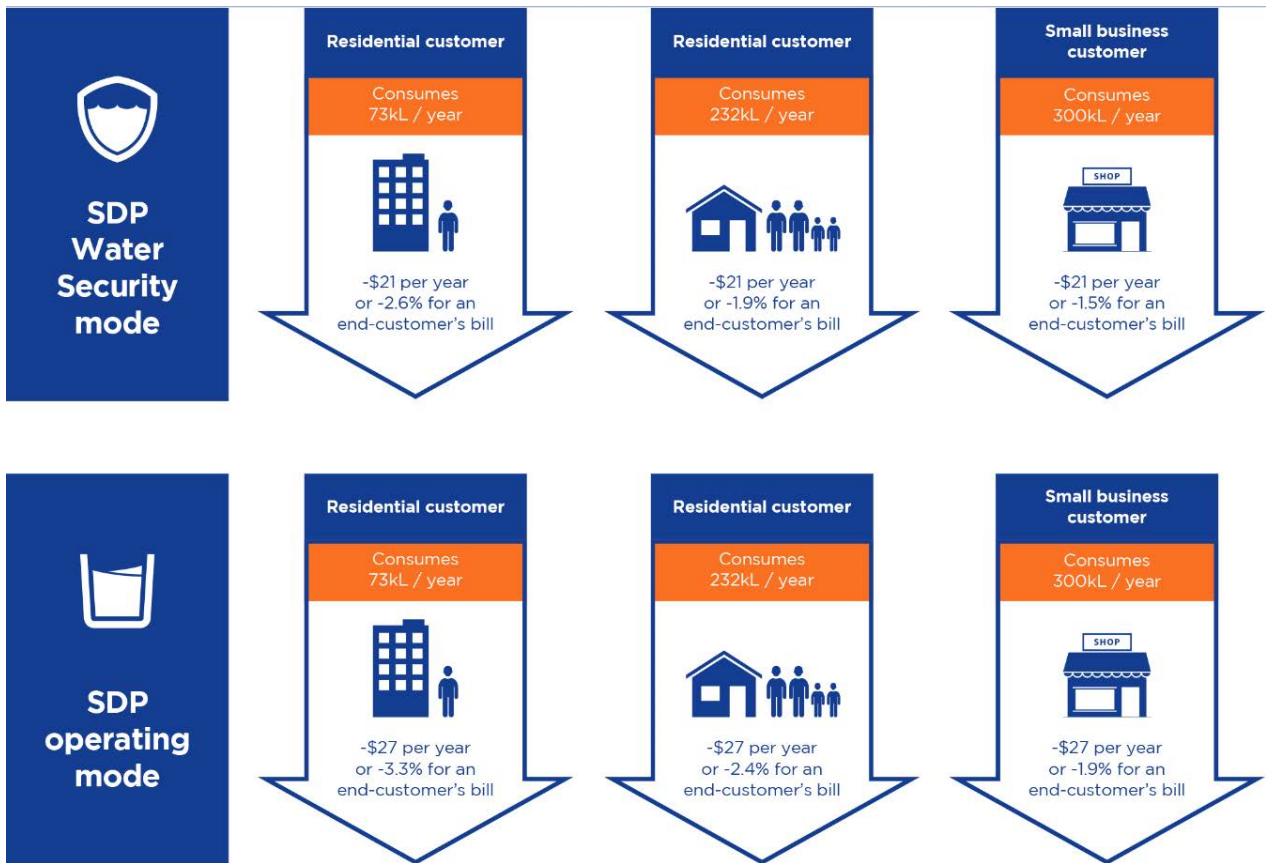 SDP
Water
Security
mode
Residential customer
Consumes
73kL / year
-$21 per year
or -2.6% for an
end-customer's bill
Residential customer
Consumes
232kL / year
-$21 per year
or -1.9% for an
end-customer's bill
Small business
customer
Consumes
300kL / year
SHOP
-$21 per year
or -1.5% for an
end-customer's bill
SDP
operating
mode
Residential customer
Consumes
73kL / year
-$27 per year
or -3.3% for an
end-customer's bill
Residential customer
Consumes
232kL / year
-$27 per year
or -2.4% for an
end-customer's bill
Small business
customer
Consumes
300kL / year
SHOP
-$27 per year
or -1.9% for an
end-customer's bill